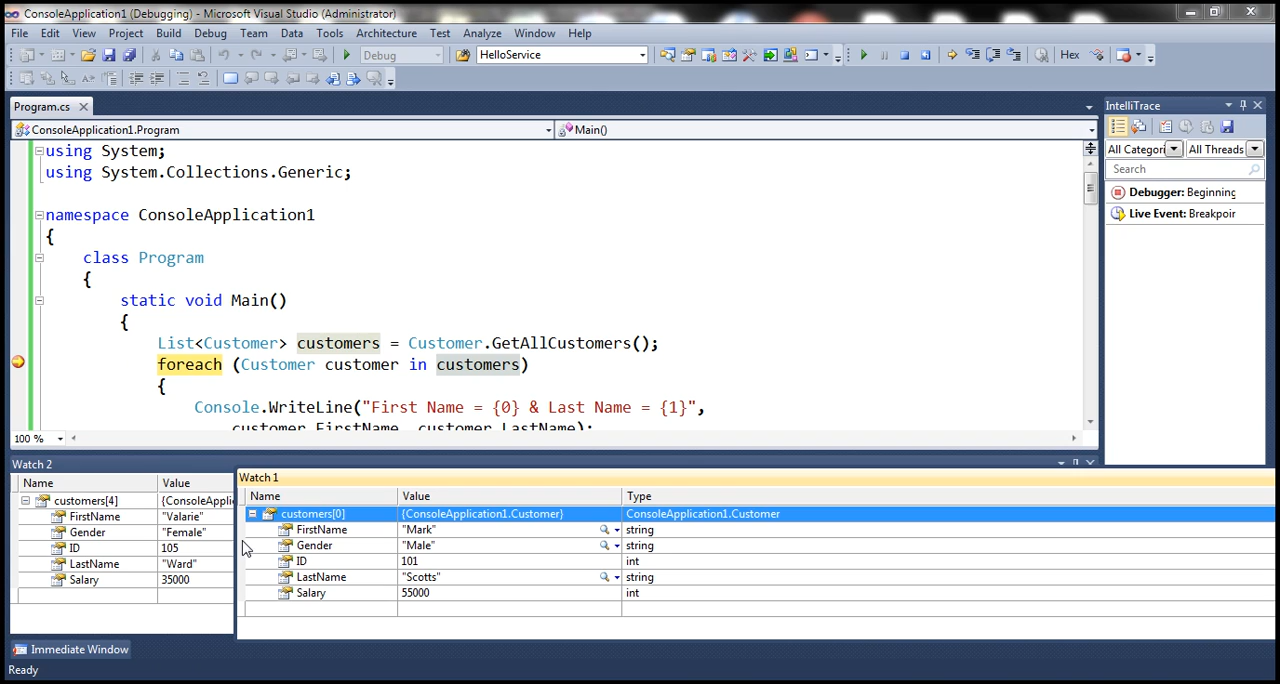 ConsoleApplication1 (Debugging) - Microsoft Visual Studio (Administrator)
File Edit View Project Build Debug Team Data Tools Architecture Test Analyze Window Help
Debug HelloService Hex
Program.cs
ConsoleApplication1.Program Main()
using System;
using System.Collections.Generic;
namespace ConsoleApplication1
{
class Program
{
static void Main()
{
List<Customer> customers = Customer.GetAllCustomers();
foreach (Customer customer in customers)
{
Console.WriteLine("First Name = {0} & Last Name = {1}",
customer.FirstName, customer.LastName);
100 %
IntelliTrace
All Categori All Threads
Search
Debugger: Beginning
Live Event: Breakpoir
Watch 2
Name Value
customers[4] {ConsoleAppli
FirstName "Valarie"
Gender "Female"
ID 105
LastName "Ward"
Salary 35000
Watch 1
Name Value Type
customers[0] {ConsoleApplication1.Customer} ConsoleApplication1.Customer
FirstName "Mark" string
Gender "Male" string
ID 101 int
LastName "Scotts" string
Salary 55000 int
Immediate Window
Ready